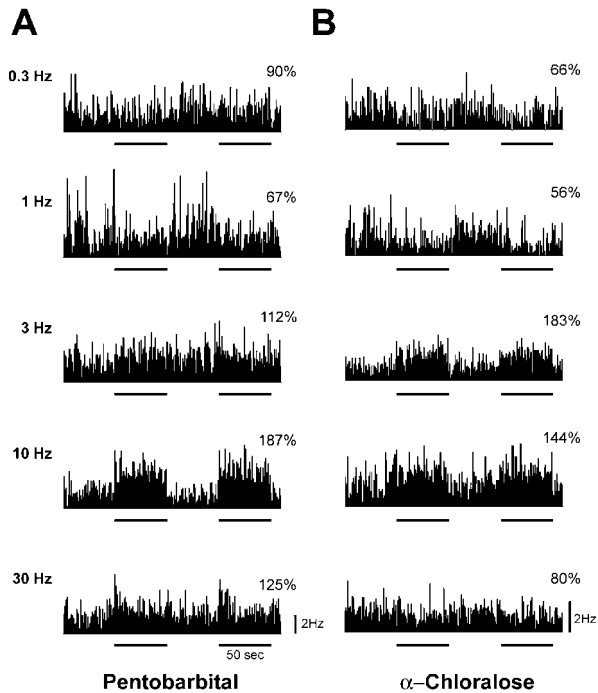 A
B
0.3 Hz
90%
66%
1 Hz
67%
56%
3 Hz
112%
183%
10 Hz
187%
144%
30 Hz
125%
80%
2Hz
2Hz
50 sec
Pentobarbital
α–Chloralose